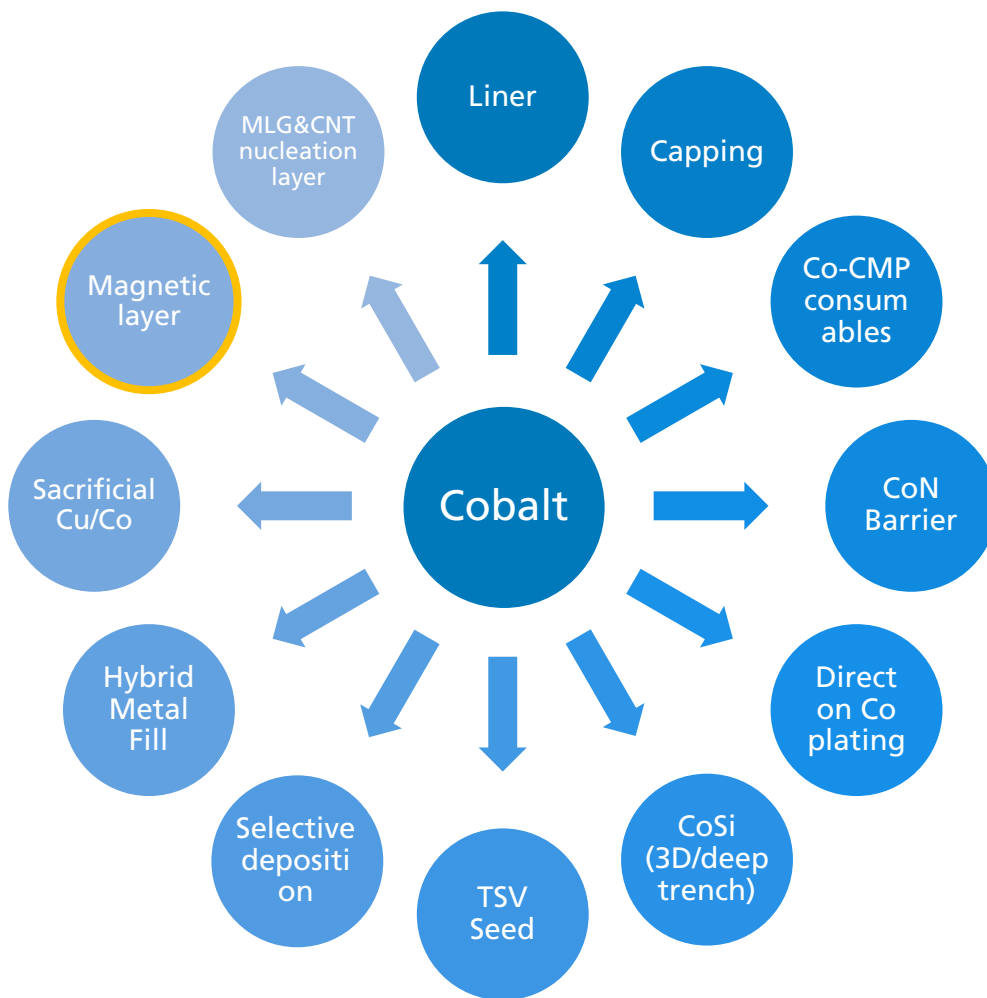 Liner
Capping
Co-CMP
consum
ables
CoN
Barrier
Direct
on Co
plating
CoSi
(3D/deep
trench)
TSV
Seed
Selective
depositi
on
Hybrid
Metal
Fill
Sacrificial
Cu/Co
Magnetic
layer
MLG&CNT
nucleation
layer
Cobalt